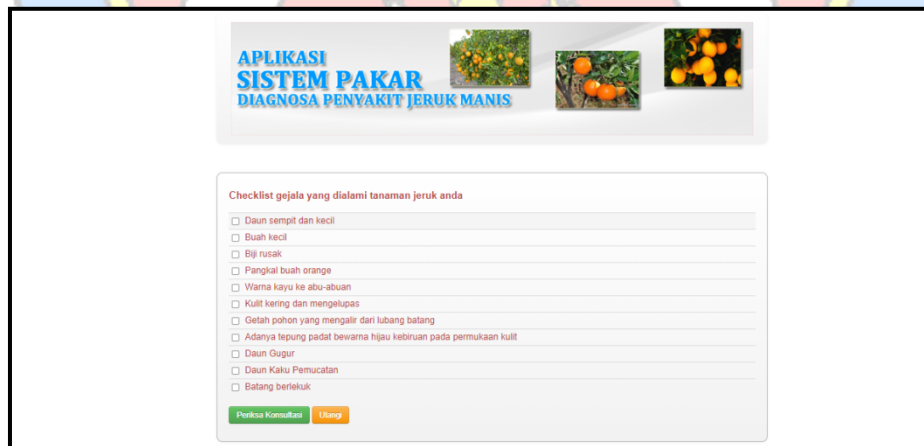 APLIKASI
SISTEM PAKAR
DIAGNOSA PENYAKIT JERUK MANIS
Checklist gejala yang dialami tanaman jeruk anda
Daun sempit dan kecil
Buah kecil
Biji rusak
Pangkal buah orange
Warna kayu ke abu-abuan
Kulit kering dan mengelupas
Getah pohon yang mengalir dari lubang batang
Adanya tepung padat bewarna hijau kebiruan pada permukaan kulit
Daun Gugur
Daun Kaku Pemucatan
Batang berlekuk
Periksa Konsultasi Ulangi